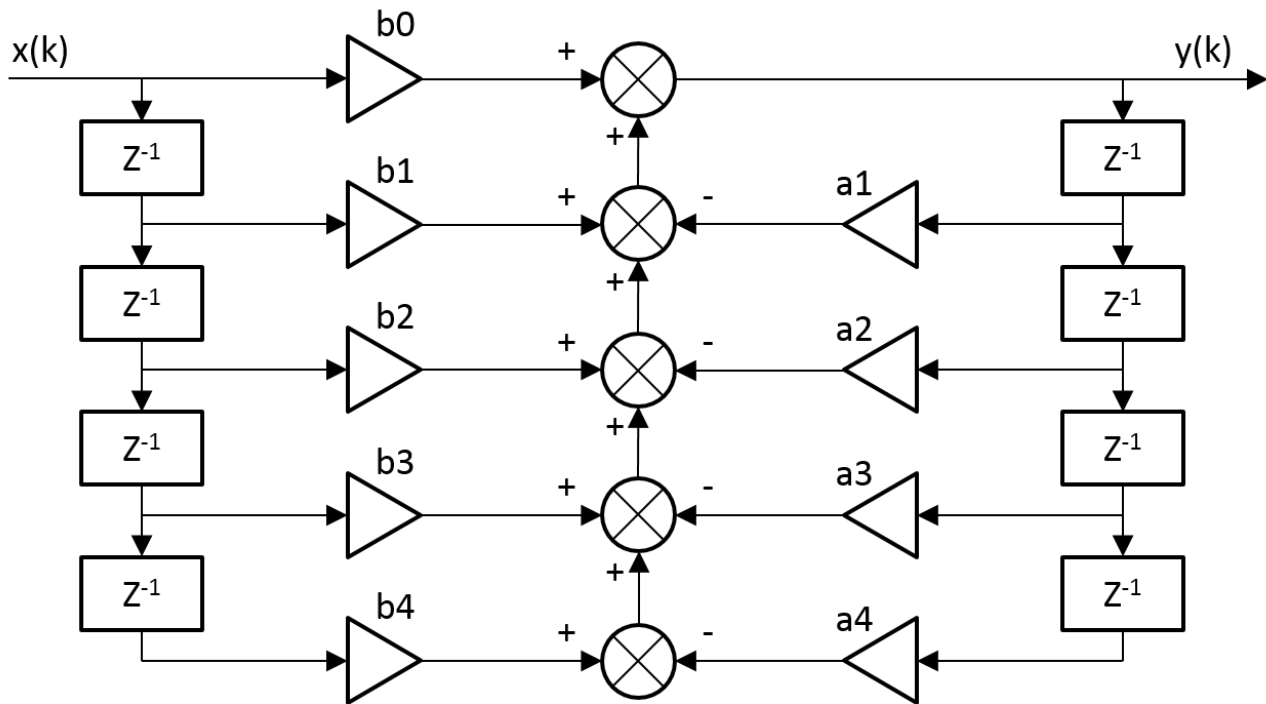 b0
x(k) + y(k)
+
Z⁻¹ Z⁻¹
b1 a1
+ -
+
Z⁻¹ Z⁻¹
b2 a2
+ -
+
Z⁻¹ Z⁻¹
b3 a3
+ -
+
Z⁻¹ Z⁻¹
b4 a4
+ -